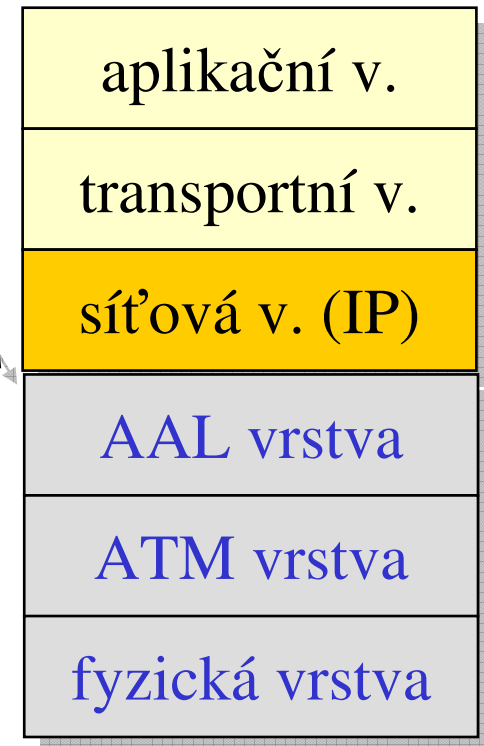 aplikační v.
transportní v.
síťová v. (IP)
AAL vrstva
ATM vrstva
fyzická vrstva